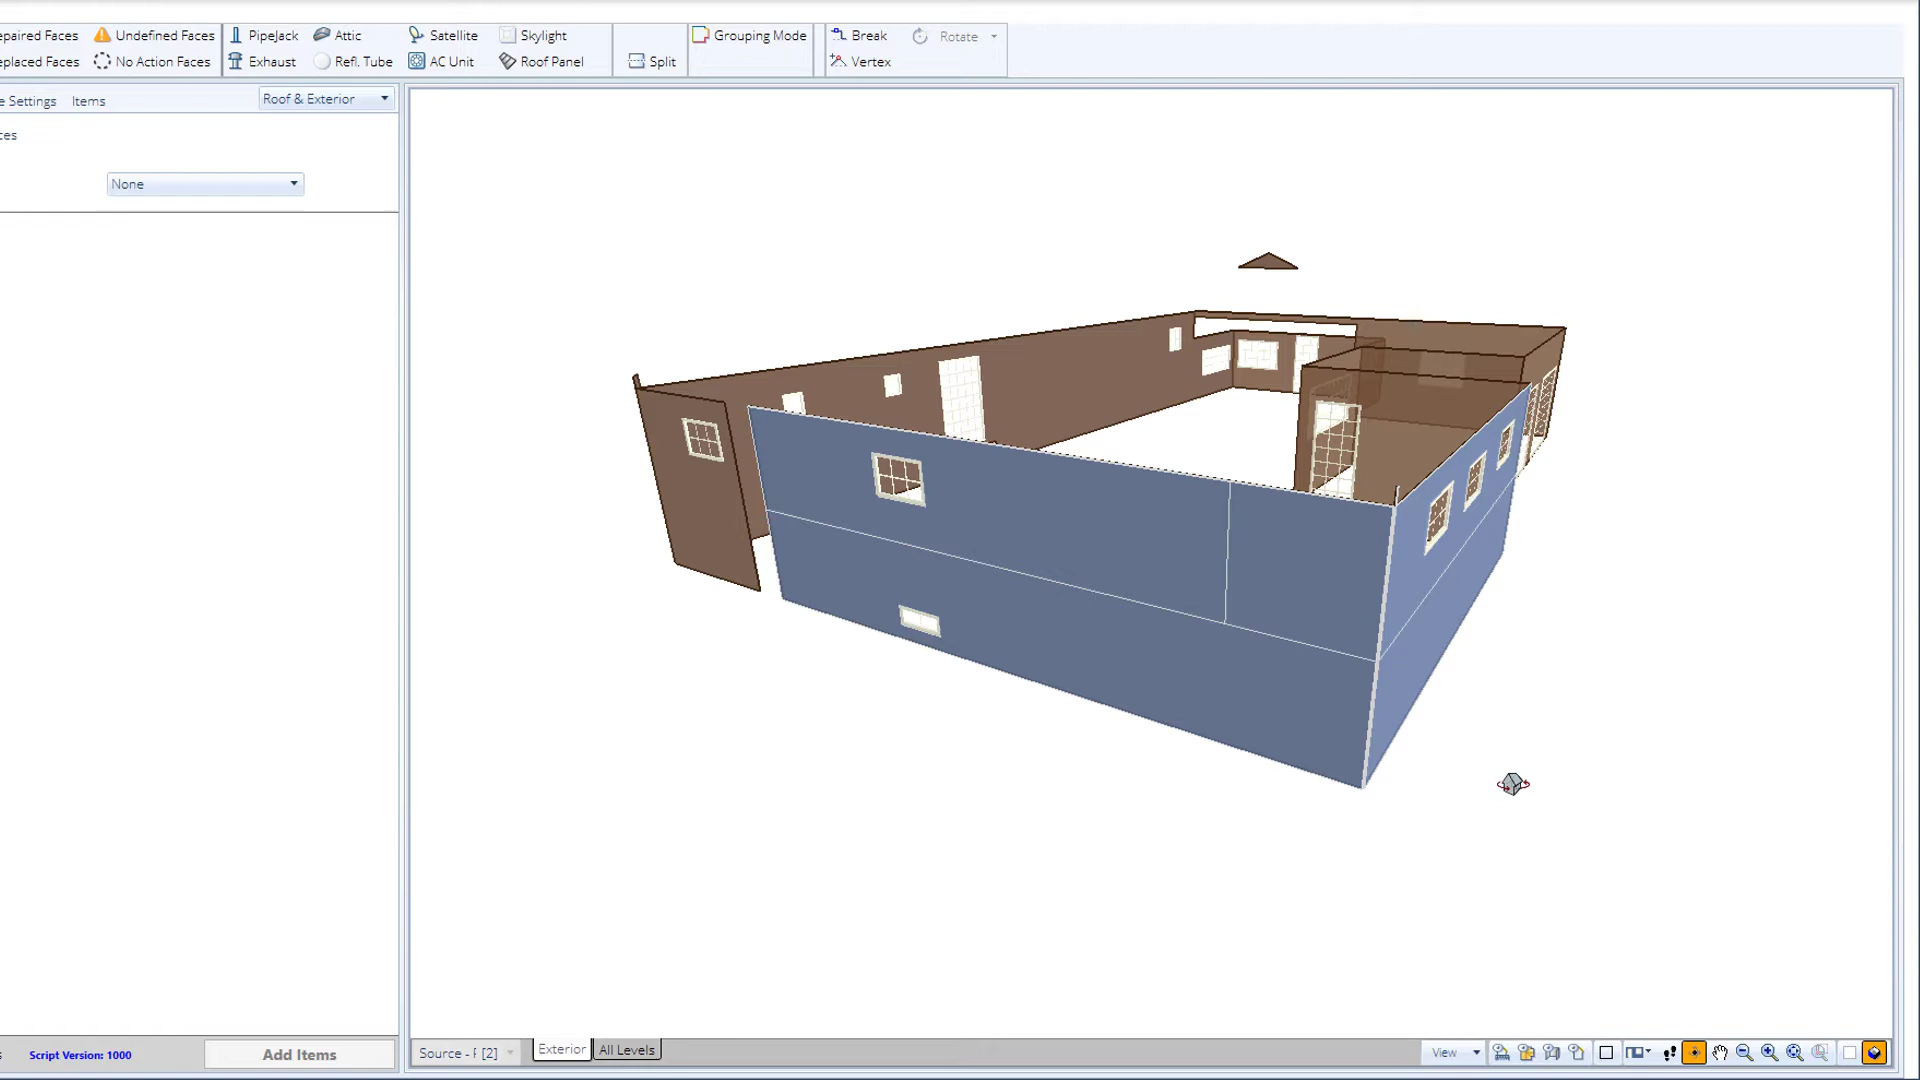 epaired Faces Undefined Faces PipeJack Attic Satellite Skylight Grouping Mode Break Rotate
eplaced Faces No Action Faces Exhaust Refl. Tube AC Unit Roof Panel Split Vertex
e Settings Items Roof & Exterior
ces
None
Script Version: 1000 Add Items
Source - F [2] Exterior All Levels View